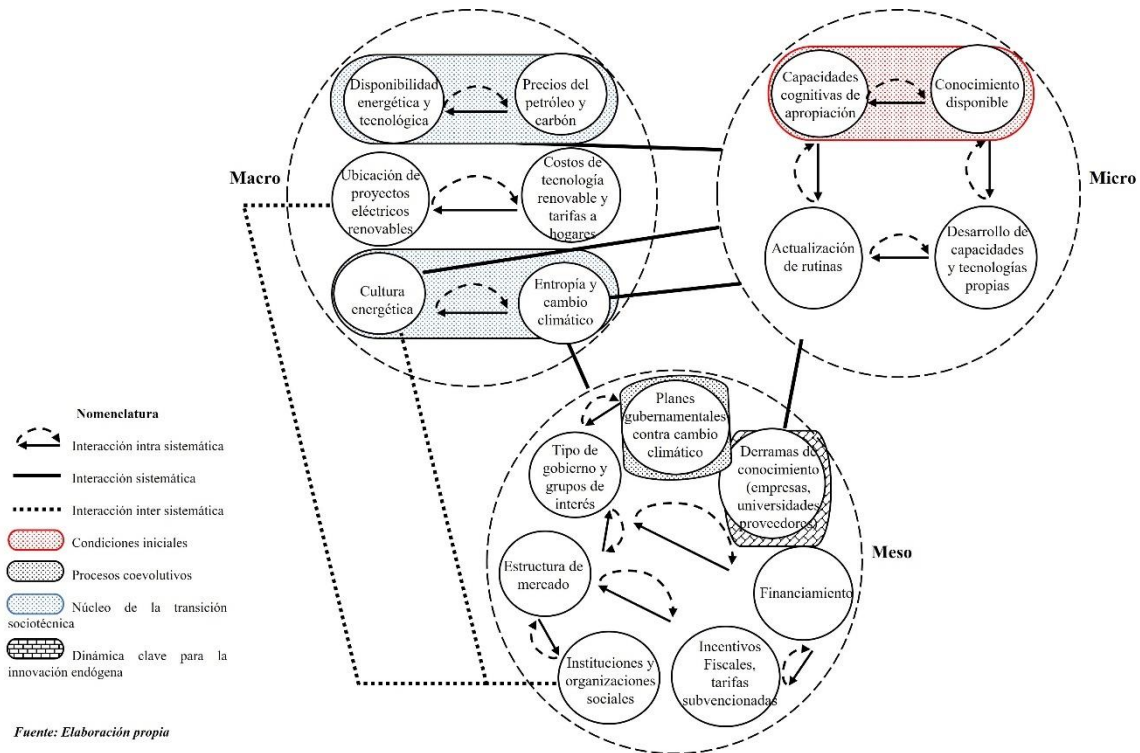 Macro
Disponibilidad
energética y
tecnológica
Precios del
petróleo y
carbón
Ubicación de
proyectos
eléctricos
renovables
Costos de
tecnología
renovable y
tarifas a
hogares
Cultura
energética
Entropía y
cambio
climático
Micro
Capacidades
cognitivas de
apropiación
Conocimiento
disponible
Actualización
de rutinas
Desarrollo de
capacidades
y tecnologías
propias
Meso
Planes
gubernamentales
contra cambio
climático
Tipo de
gobierno y
grupos de
interés
Derramas de
conocimiento
(empresas,
universidades
proveedores)
Estructura de
mercado
Financiamiento
Instituciones y
organizaciones
sociales
Incentivos
Fiscales,
tarifas
subvencionadas
Nomenclatura
Interacción intra sistemática
Interacción sistemática
Interacción inter sistemática
Condiciones iniciales
Procesos coevolutivos
Núcleo de la transición
sociotécnica
Dinámica clave para la
innovación endógena
Fuente: Elaboración propia